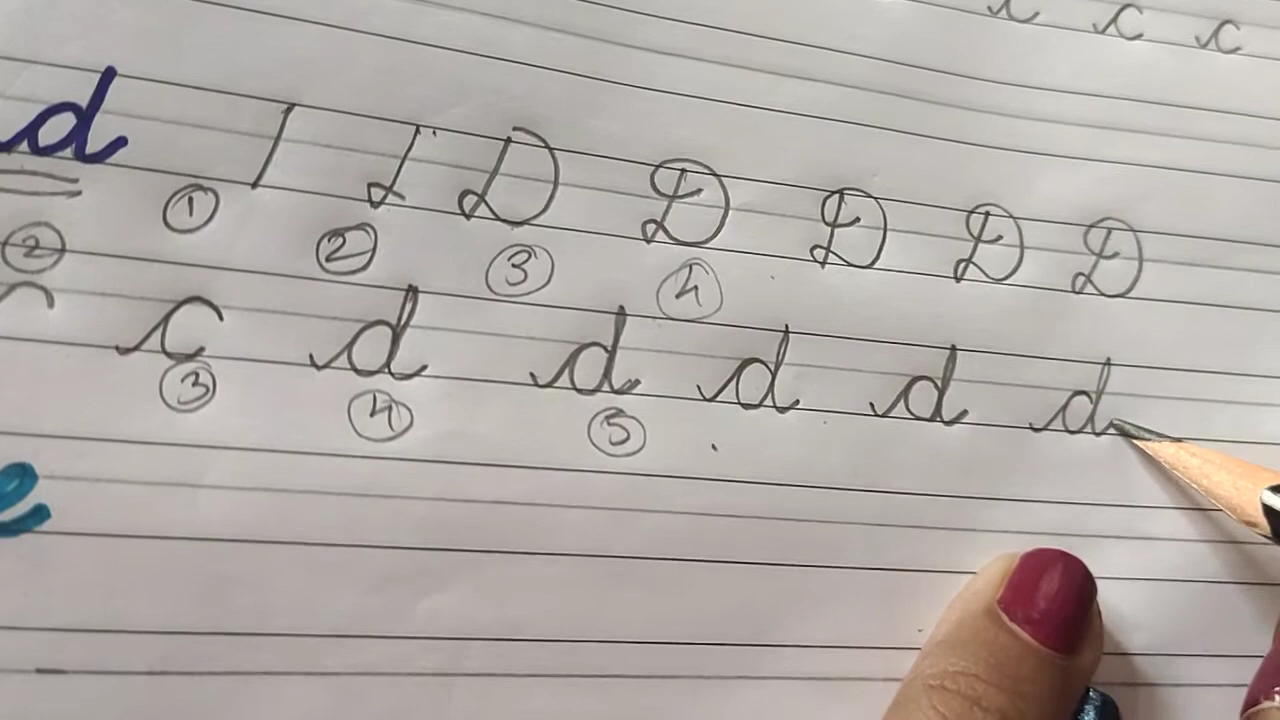 c c
d D D D D D
① ② ③ ④
② c d d d d d
③ ④ ⑤
e